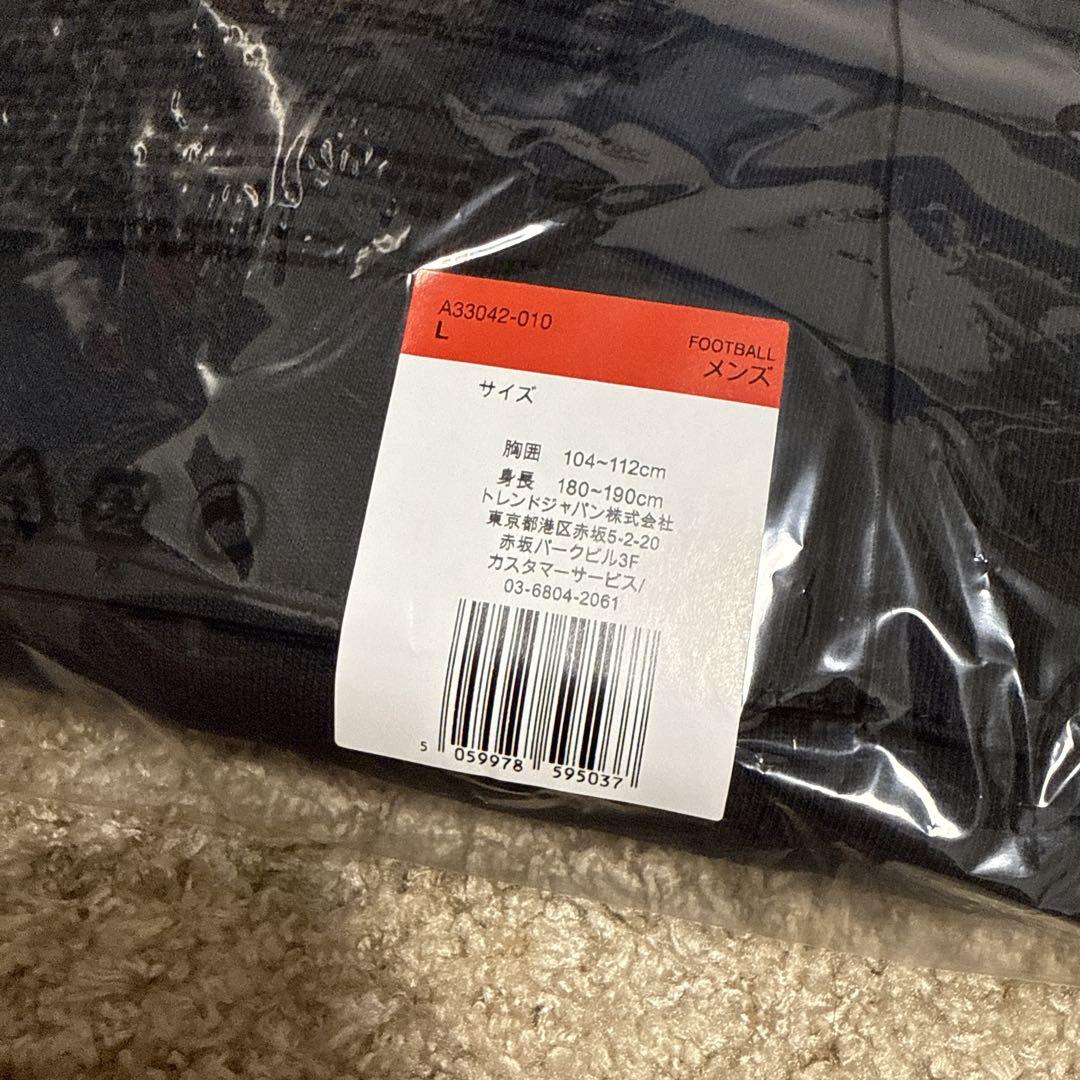 A33042-010
L
FOOTBALL
メンズ
サイズ
胸囲 104~112cm
身長 180~190cm
トレンドジャパン株式会社
東京都港区赤坂5-2-20
赤坂パークビル3F
カスタマーサービス/
03-6804-2061
5 059978 595037